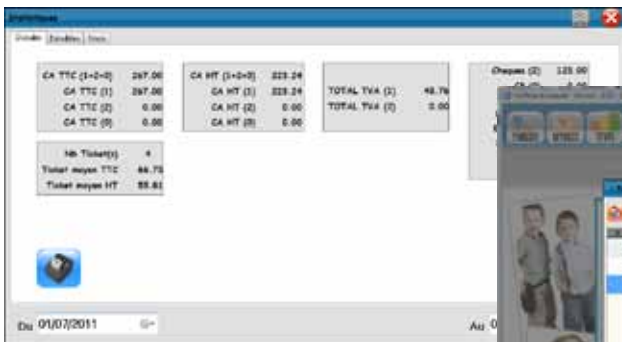 Statistiques
CA TTC (1+2+0) 267.00
CA TTC (1) 267.00
CA TTC (2) 0.00
CA TTC (0) 0.00
CA HT (1+2+0) 223.24
CA HT (1) 223.24
CA HT (2) 0.00
CA HT (0) 0.00
TOTAL TVA (1) 43.76
TOTAL TVA (2) 0.00
Cheques (2) 125.00
Nb Ticket(s) 4
Ticket moyen TTC 66.75
Ticket moyen HT 55.81
Du 01/07/2011
Au 0